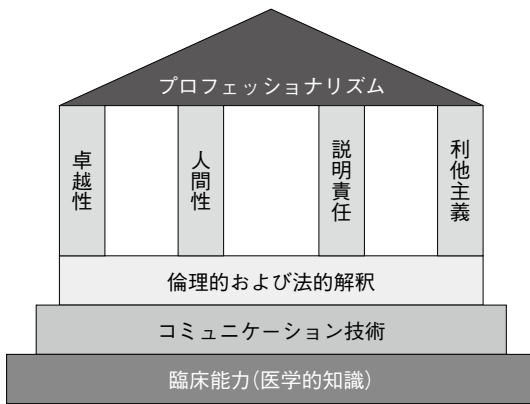 プロフェッショナリズム
卓越性
人間性
説明責任
利他主義
倫理的および法的解釈
コミュニケーション技術
臨床能力(医学的知識)